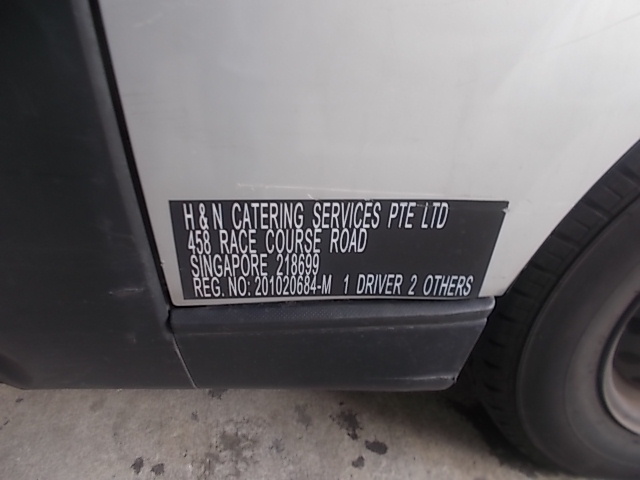 H & N CATERING SERVICES PTE LTD
458 RACE COURSE ROAD
SINGAPORE 218699
REG. NO: 201020684-M 1 DRIVER 2 OTHERS